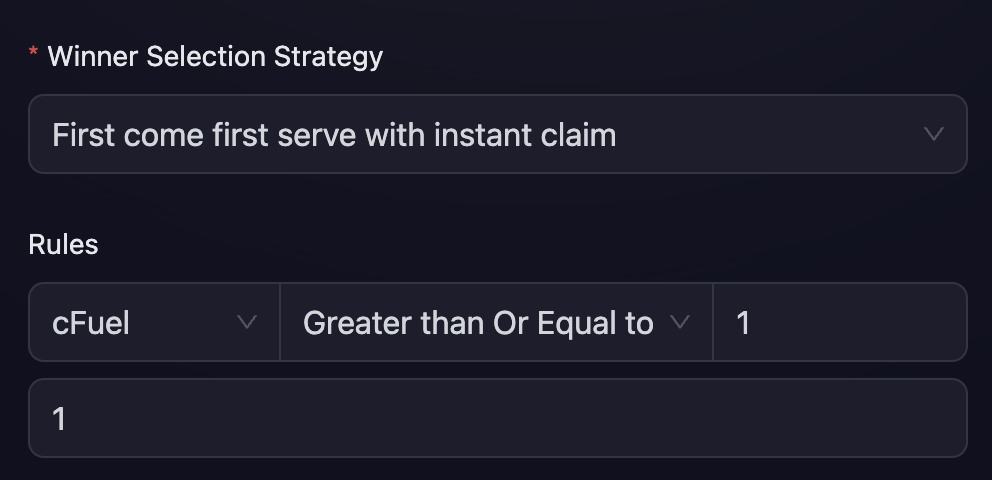 * Winner Selection Strategy
First come first serve with instant claim
Rules
cFuel Greater than Or Equal to 1
1